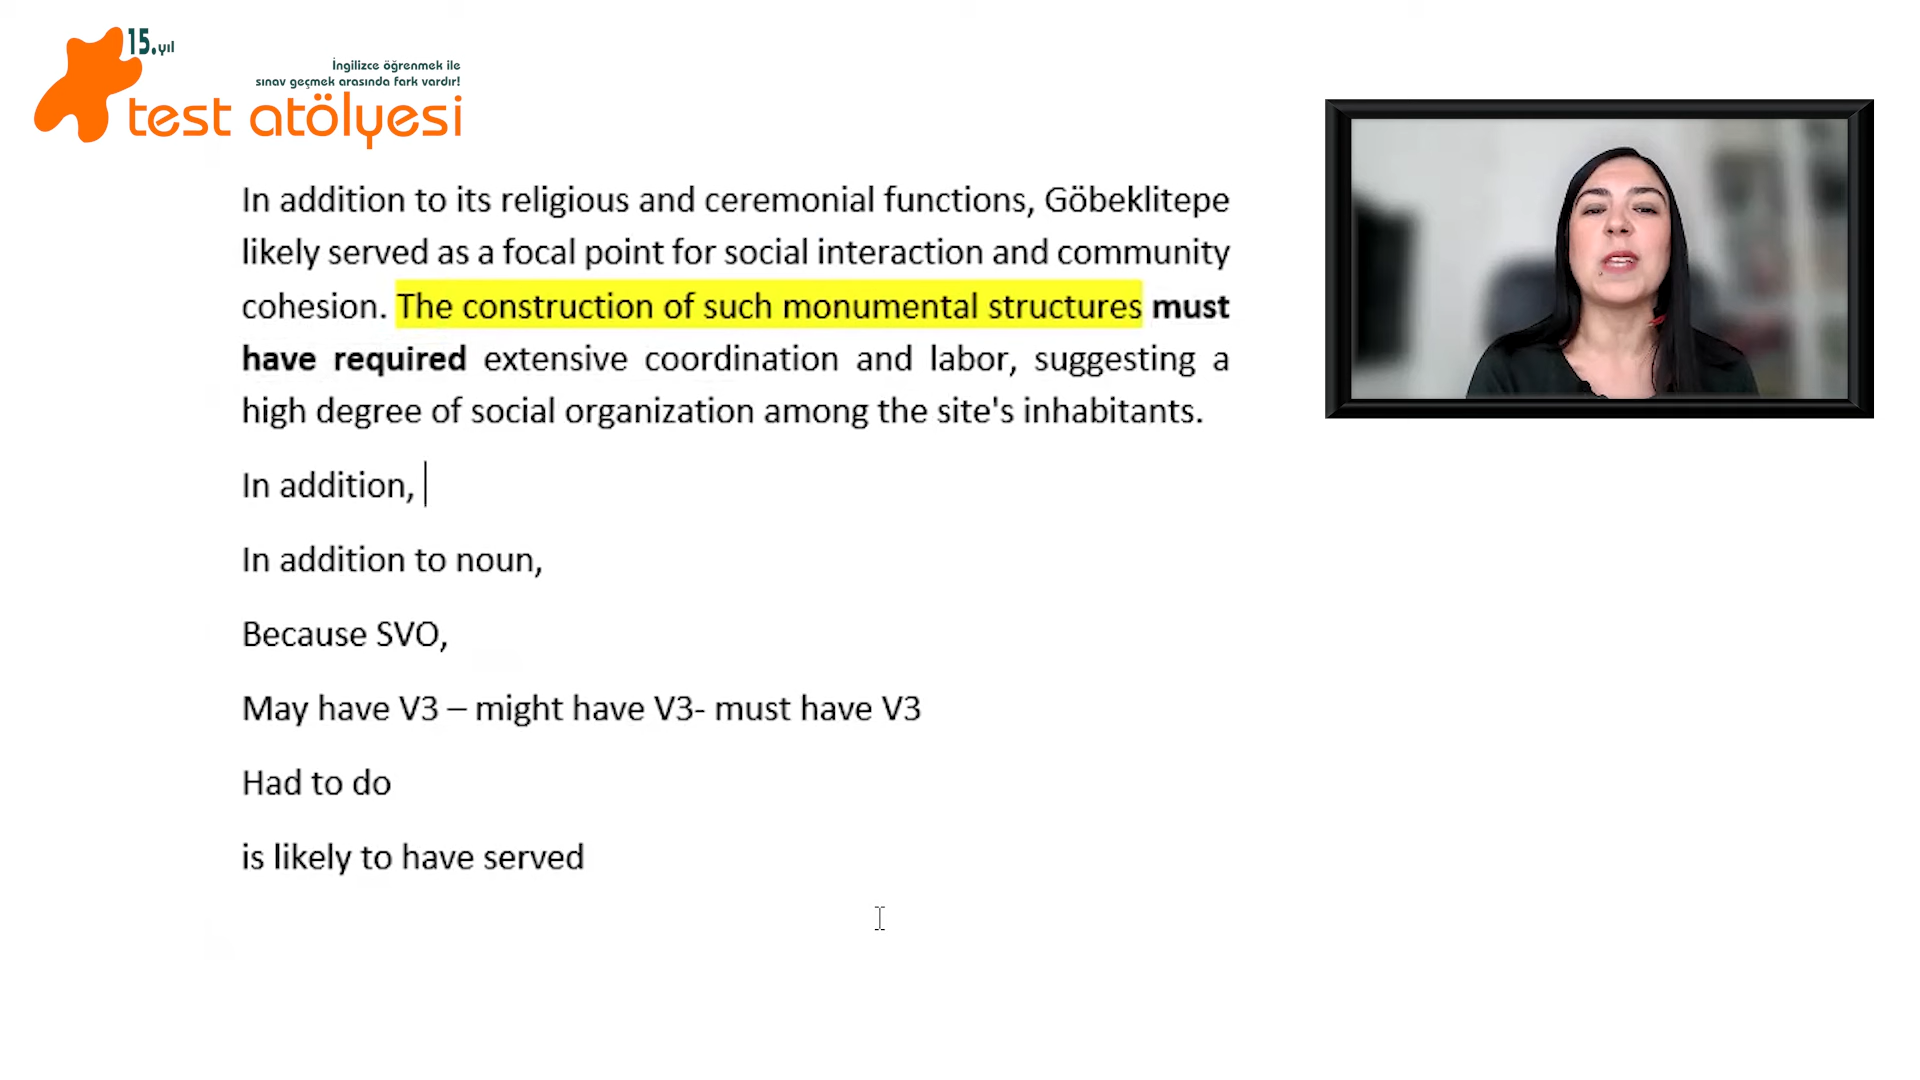 15.yıl
İngilizce öğrenmek ile
sınav geçmek arasında fark vardır!
test atölyesi
In addition to its religious and ceremonial functions, Göbeklitepe
likely served as a focal point for social interaction and community
cohesion. The construction of such monumental structures must
have required extensive coordination and labor, suggesting a
high degree of social organization among the site's inhabitants.
In addition,
In addition to noun,
Because SVO,
May have V3 – might have V3- must have V3
Had to do
is likely to have served